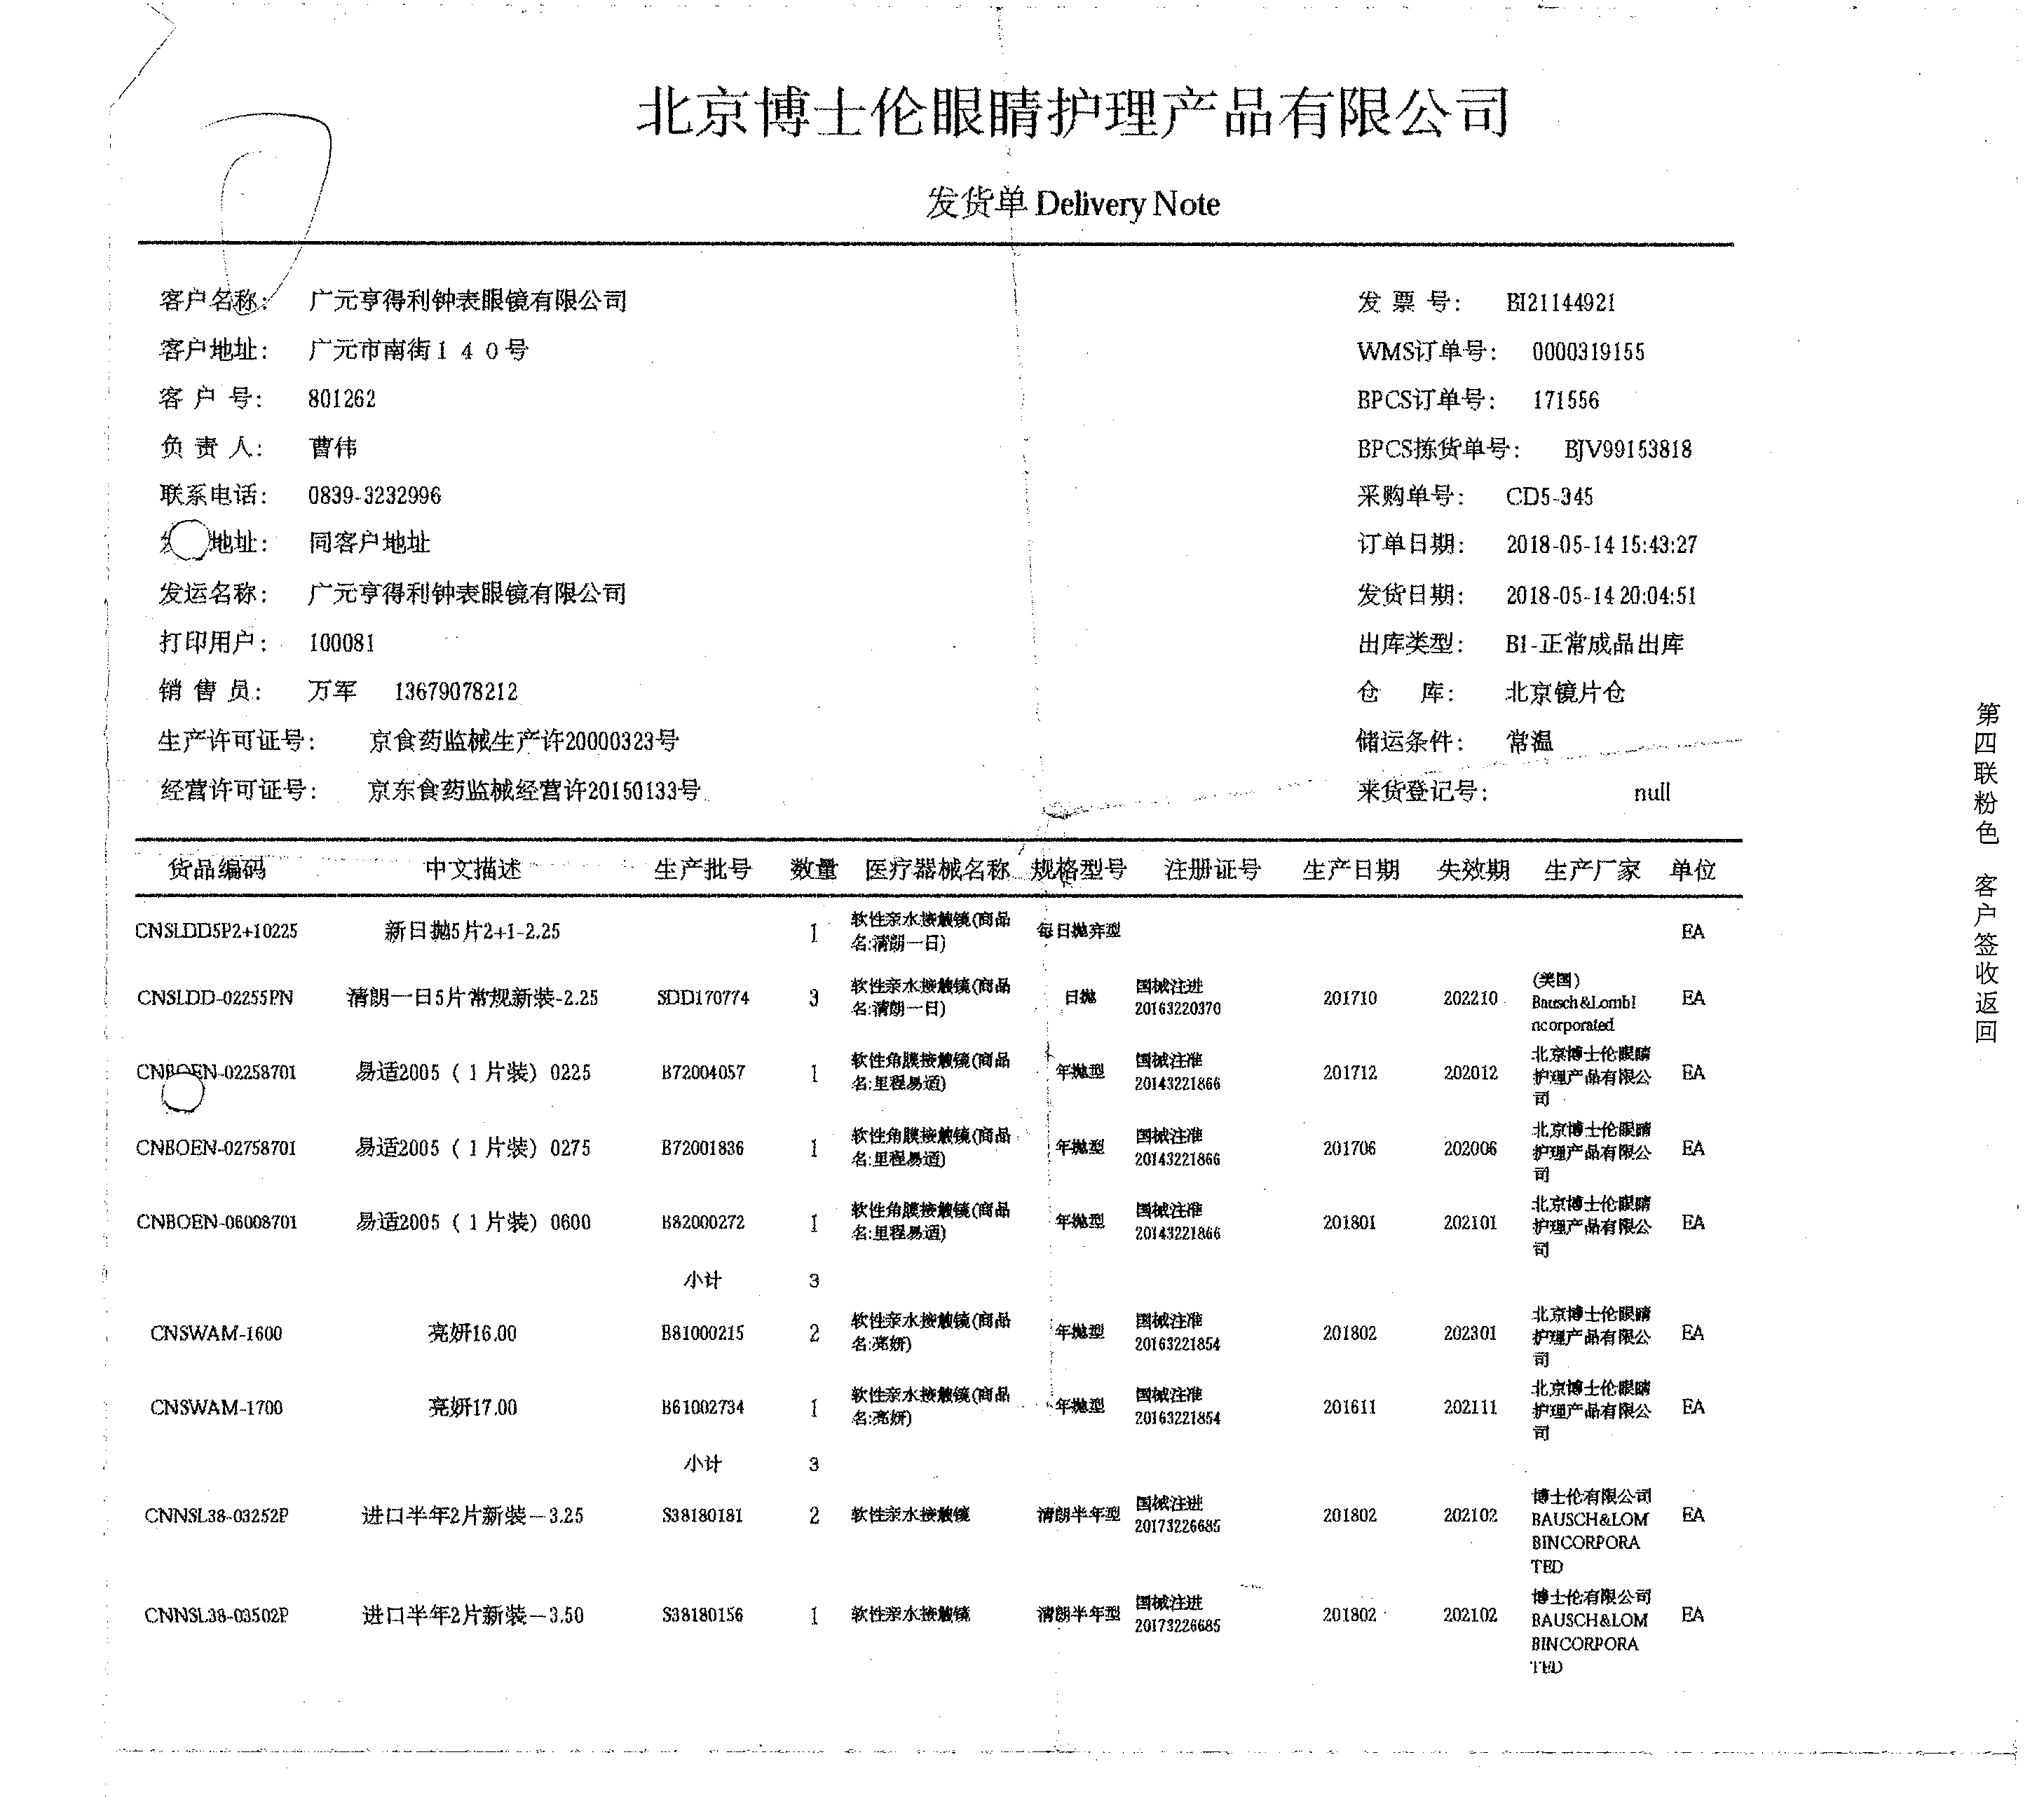 北京博士伦眼睛护理产品有限公司
发货单 Delivery Note
客户名称： 广元亨得利钟表眼镜有限公司 发 票 号： BI21144921
客户地址： 广元市南街１４０号 WMS订单号： 0000319155
客 户 号： 801262 BPCS订单号： 171556
负 责 人： 曹伟 BPCS拣货单号： BJV99153818
联系电话： 0839-3232996 采购单号： CD5-345
地址： 同客户地址 订单日期： 2018-05-14 15:43:27
发运名称： 广元亨得利钟表眼镜有限公司 发货日期： 2018-05-14 20:04:51
打印用户： 100081 出库类型： B1-正常成品出库
销 售 员： 万军 13679078212 仓 库： 北京镜片仓
生产许可证号： 京食药监械生产许20000323号 储运条件： 常温
经营许可证号： 京东食药监械经营许20150133号 来货登记号： null
货品编码 中文描述 生产批号 数量 医疗器械名称 规格型号 注册证号 生产日期 失效期 生产厂家 单位
CNSLDD5P2+10225 新日抛5片2+1-2.25 1 软性亲水接触镜(商品名:清朗一日) 每日抛弃型 EA
CNSLDD-02255PN 清朗一日5片常规新装-2.25 SDD170774 3 软性亲水接触镜(商品名:清朗一日) 日抛 国械注进20163220370 201710 202210 (美国) Bausch&LombIncorporated EA
CNBOEN-02258701 易适2005（1片装）0225 B72004057 1 软性角膜接触镜(商品名:里程易适) 年抛型 国械注准20143221866 201712 202012 北京博士伦眼睛护理产品有限公司 EA
CNBOEN-02758701 易适2005（1片装）0275 B72001836 1 软性角膜接触镜(商品名:里程易适) 年抛型 国械注准20143221866 201706 202006 北京博士伦眼睛护理产品有限公司 EA
CNBOEN-06008701 易适2005（1片装）0600 B82000272 1 软性角膜接触镜(商品名:里程易适) 年抛型 国械注准20143221866 201801 202101 北京博士伦眼睛护理产品有限公司 EA
小计 3
CNSWAM-1600 亮妍16.00 B81000215 2 软性亲水接触镜(商品名:亮妍) 年抛型 国械注准20163221854 201802 202301 北京博士伦眼睛护理产品有限公司 EA
CNSWAM-1700 亮妍17.00 B61002734 1 软性亲水接触镜(商品名:亮妍) 年抛型 国械注准20163221854 201611 202111 北京博士伦眼睛护理产品有限公司 EA
小计 3
CNNSL38-03252P 进口半年2片新装－3.25 S38180181 2 软性亲水接触镜 清朗半年型 国械注进20173226685 201802 202102 博士伦有限公司BAUSCH&LOMBINCORPORATED EA
CNNSL38-03502P 进口半年2片新装－3.50 S38180156 1 软性亲水接触镜 清朗半年型 国械注进20173226685 201802 202102 博士伦有限公司BAUSCH&LOMBINCORPORATED EA
第四联粉色 客户签收返回